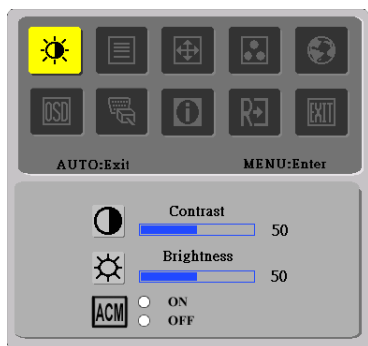 OSD i R EXIT
AUTO:Exit MENU:Enter
Contrast
50
Brightness
50
ACM ON
OFF